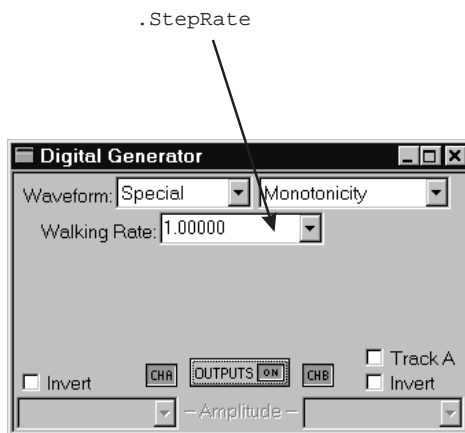 .StepRate
Digital Generator
Waveform: Special Monotonicity
Walking Rate: 1.00000
Track A
Invert CHA OUTPUTS ON CHB Invert
Amplitude